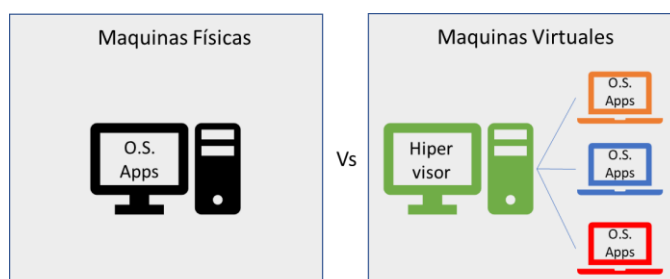 Maquinas Físicas
O.S.
Apps
Vs
Maquinas Virtuales
Hiper
visor
O.S.
Apps
O.S.
Apps
O.S.
Apps